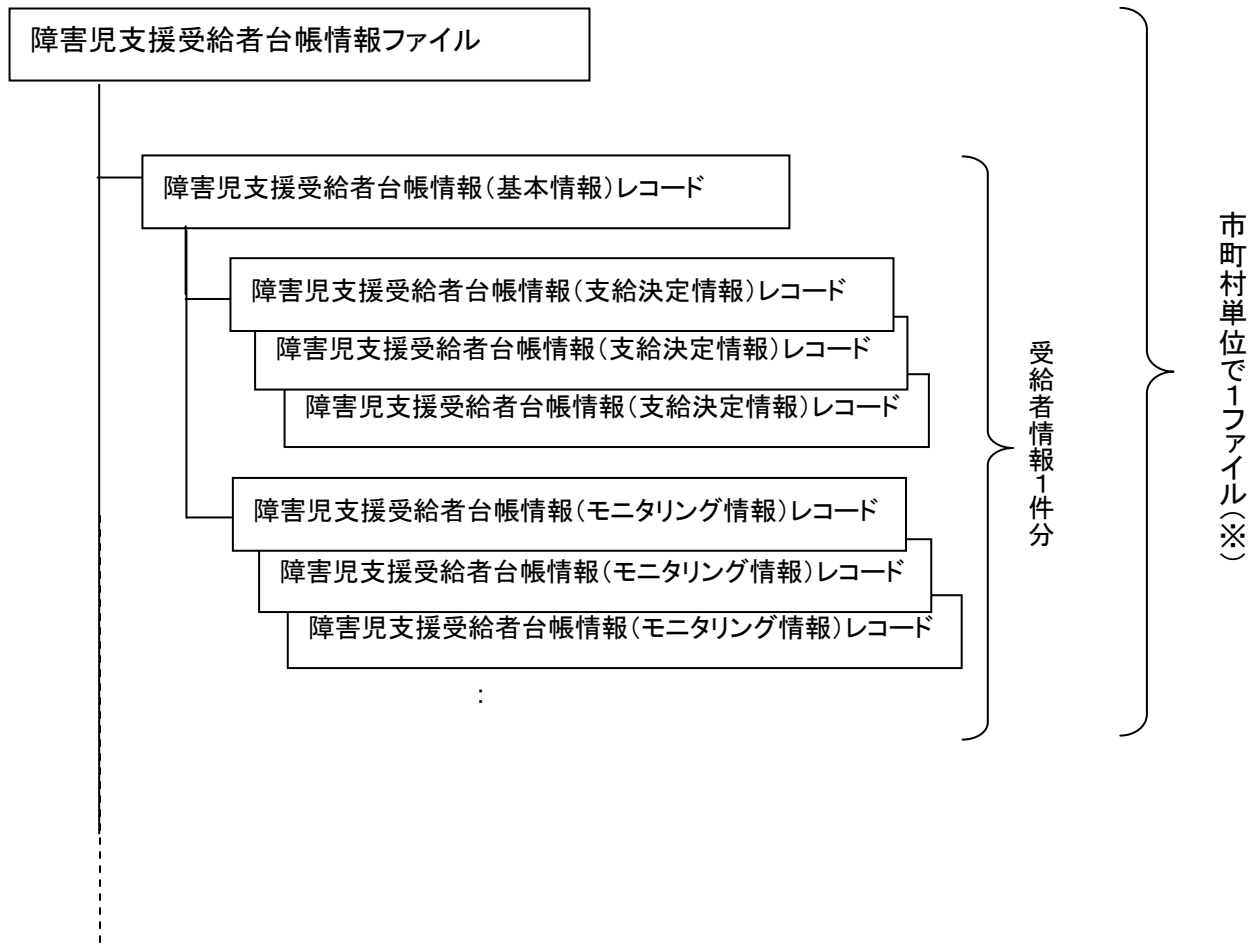 障害児支援受給者台帳情報ファイル
障害児支援受給者台帳情報(基本情報)レコード
障害児支援受給者台帳情報(支給決定情報)レコード
障害児支援受給者台帳情報(支給決定情報)レコード
障害児支援受給者台帳情報(支給決定情報)レコード
障害児支援受給者台帳情報(モニタリング情報)レコード
障害児支援受給者台帳情報(モニタリング情報)レコード
障害児支援受給者台帳情報(モニタリング情報)レコード
:
受給者情報1件分
市町村単位で1ファイル(※)